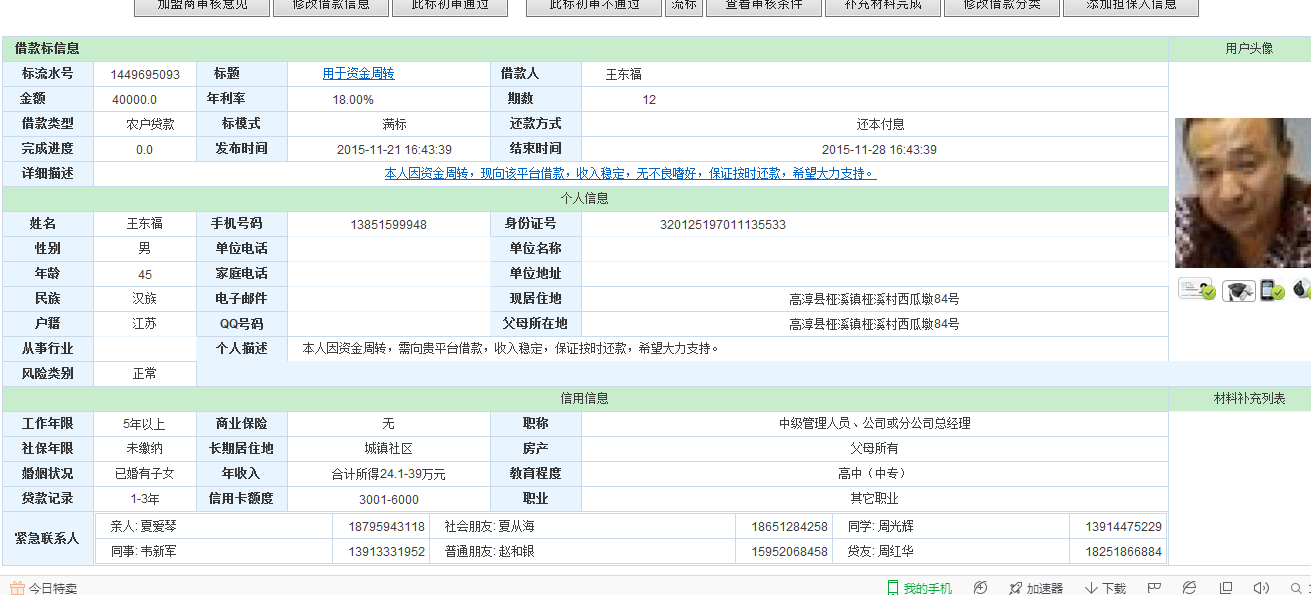 加盟商审核意见 修改借款信息 此标初审通过 此标初审不通过 流标 查看审核条件 补充材料完成 修改借款分类 添加担保人信息
借款标信息 用户头像
标流水号 1449695093 标题 用于资金周转 借款人 王东福
金额 40000.0 年利率 18.00% 期数 12
借款类型 农户贷款 标模式 满标 还款方式 还本付息
完成进度 0.0 发布时间 2015-11-21 16:43:39 结束时间 2015-11-28 16:43:39
详细描述 本人因资金周转，现向该平台借款，收入稳定，无不良嗜好，保证按时还款，希望大力支持。
个人信息
姓名 王东福 手机号码 13851599948 身份证号 320125197011135533
性别 男 单位电话 单位名称
年龄 45 家庭电话 单位地址
民族 汉族 电子邮件 现居住地 高淳县桠溪镇桠溪村西瓜墩84号
户籍 江苏 QQ号码 父母所在地 高淳县桠溪镇桠溪村西瓜墩84号
从事行业 个人描述 本人因资金周转，需向贵平台借款，收入稳定，保证按时还款，希望大力支持。
风险类别 正常
信用信息 材料补充列表
工作年限 5年以上 商业保险 无 职称 中级管理人员、公司或分公司总经理
社保年限 未缴纳 长期居住地 城镇社区 房产 父母所有
婚姻状况 已婚有子女 年收入 合计所得24.1-39万元 教育程度 高中（中专）
贷款记录 1-3年 信用卡额度 3001-6000 职业 其它职业
紧急联系人 亲人:夏爱琴 18795943118 社会朋友:夏从海 18651284258 同学:周光辉 13914475229
同事:韦新军 13913331952 普通朋友:赵和银 15952068458 贷友:周红华 18251866884
今日特卖 我的手机 加速器 下载